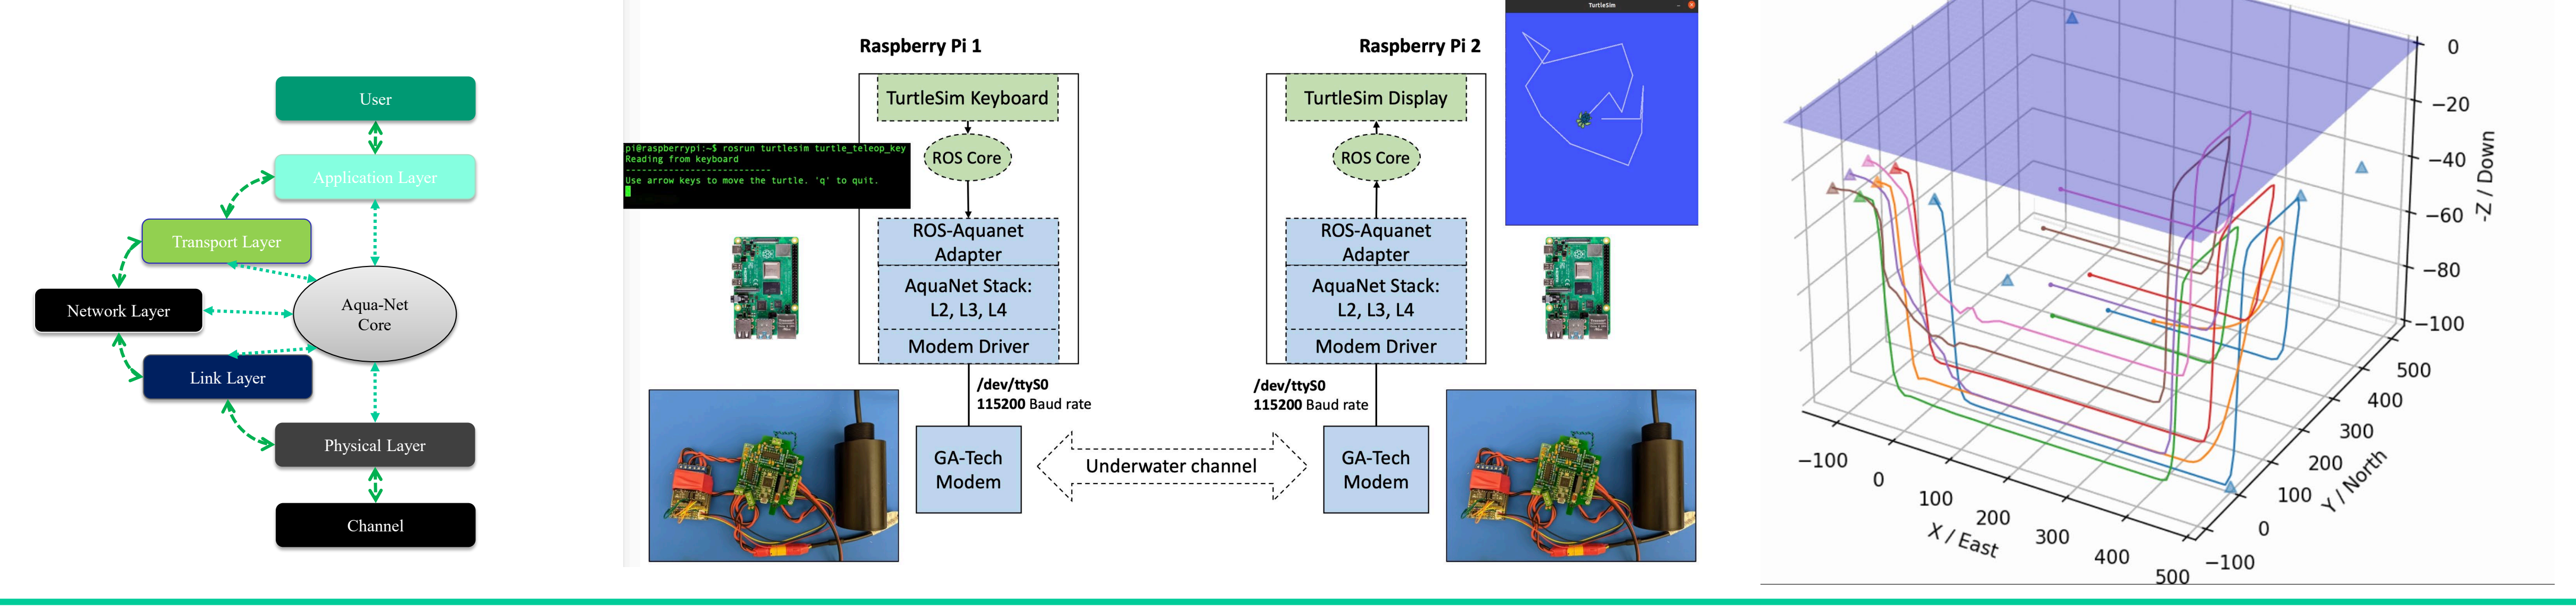 User
Application Layer
Transport Layer
Network Layer
Aqua-Net
Core
Link Layer
Physical Layer
Channel
Raspberry Pi 1
TurtleSim Keyboard
ROS Core
pi@raspberrypi:~$ rosrun turtlesim turtle_teleop_key
Reading from keyboard
---------------------------
Use arrow keys to move the turtle. 'q' to quit.
ROS-Aquanet
Adapter
AquaNet Stack:
L2, L3, L4
Modem Driver
/dev/ttyS0
115200 Baud rate
GA-Tech
Modem
Underwater channel
Raspberry Pi 2
TurtleSim Display
ROS Core
ROS-Aquanet
Adapter
AquaNet Stack:
L2, L3, L4
Modem Driver
/dev/ttyS0
115200 Baud rate
GA-Tech
Modem
TurtleSim
0
−20
−40
−60
−80
−100
-Z / Down
500
400
300
200
100
0
−100
Y / North
−100
0
100
200
300
400
500
X / East